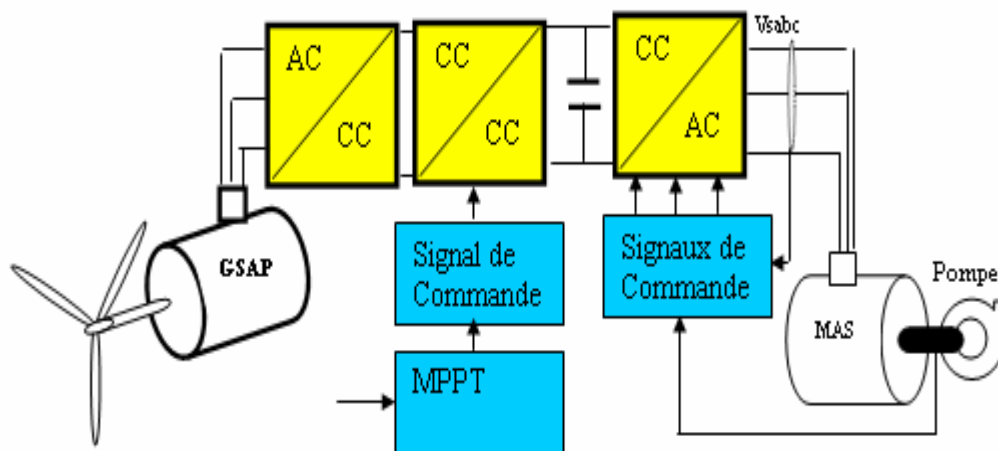 Vsabc
AC
CC
CC
CC
CC
AC
GSAP
Signal de
Commande
Signaux de
Commande
Pompe
MAS
MPPT